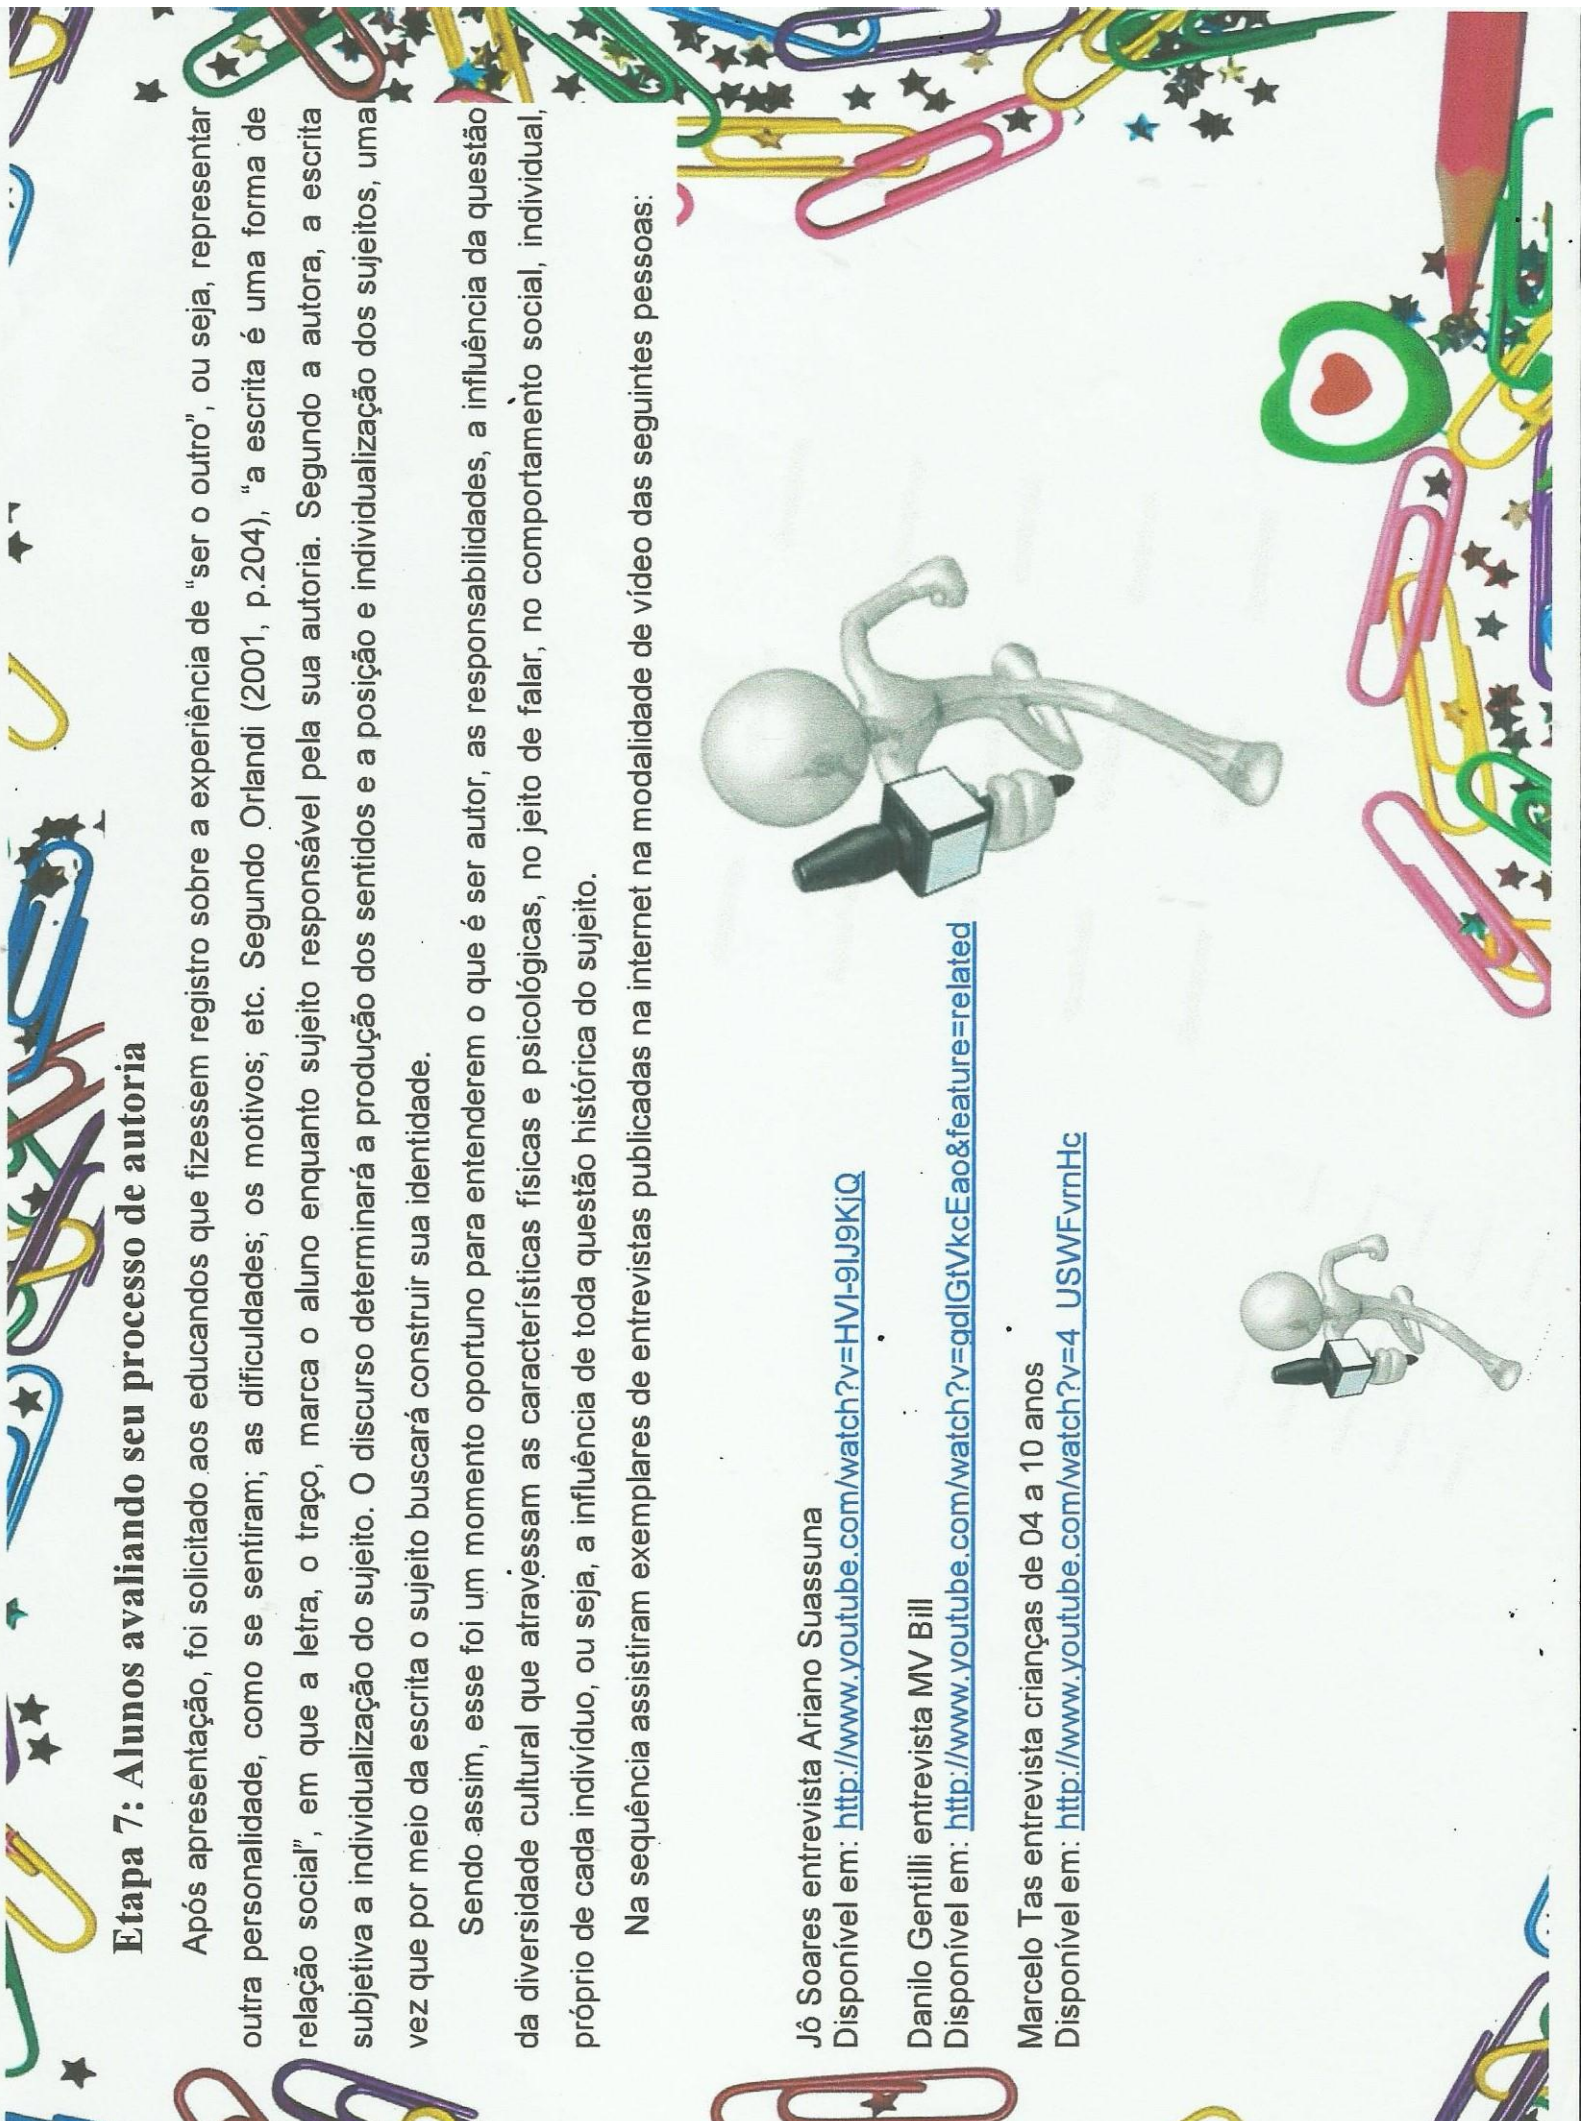 Etapa 7: Alunos avaliando seu processo de autoria
Após apresentação, foi solicitado aos educandos que fizessem registro sobre a experiência de “ser o outro”, ou seja, representar
outra personalidade, como se sentiram; as dificuldades; os motivos; etc. Segundo Orlandi (2001, p.204), “a escrita é uma forma de
relação social”, em que a letra, o traço, marca o aluno enquanto sujeito responsável pela sua autoria. Segundo a autora, a escrita
subjetiva a individualização do sujeito. O discurso determinará a produção dos sentidos e a posição e individualização dos sujeitos, uma
vez que por meio da escrita o sujeito buscará construir sua identidade.
Sendo assim, esse foi um momento oportuno para entenderem o que é ser autor, as responsabilidades, a influência da questão
da diversidade cultural que atravessam as características físicas e psicológicas, no jeito de falar, no comportamento social, individual,
próprio de cada indivíduo, ou seja, a influência de toda questão histórica do sujeito.
Na sequência assistiram exemplares de entrevistas publicadas na internet na modalidade de vídeo das seguintes pessoas:
Jô Soares entrevista Ariano Suassuna
Disponível em: http://www.youtube.com/watch?v=HVI-9IJ9KjQ
Danilo Gentilli entrevista MV Bill
Disponível em: http://www.youtube.com/watch?v=gdlGtVkcEao&feature=related
Marcelo Tas entrevista crianças de 04 a 10 anos
Disponível em: http://www.youtube.com/watch?v=4_USWFvrnHc